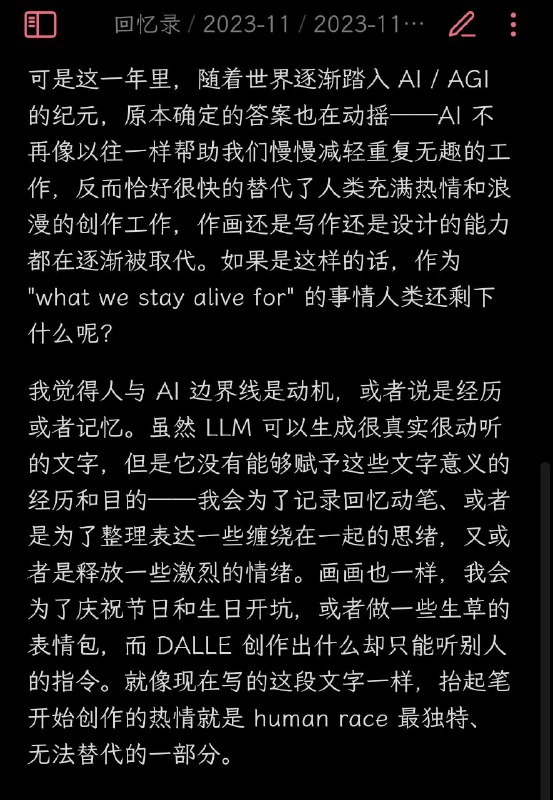 回忆录 / 2023-11 / 2023-11…
可是这一年里，随着世界逐渐踏入 AI / AGI
的纪元，原本确定的答案也在动摇——AI 不
再像以往一样帮助我们慢慢减轻重复无趣的工
作，反而恰好很快的替代了人类充满热情和浪
漫的创作工作，作画还是写作还是设计的能力
都在逐渐被取代。如果是这样的话，作为
"what we stay alive for" 的事情人类还剩下
什么呢？
我觉得人与 AI 边界线是动机，或者说是经历
或者记忆。虽然 LLM 可以生成很真实很动听
的文字，但是它没有能够赋予这些文字意义的
经历和目的——我会为了记录回忆动笔、或者
是为了整理表达一些缠绕在一起的思绪，又或
者是释放一些激烈的情绪。画画也一样，我会
为了庆祝节日和生日开坑，或者做一些生草的
表情包，而 DALLE 创作出什么却只能听别人
的指令。就像现在写的这段文字一样，抬起笔
开始创作的热情就是 human race 最独特、
无法替代的一部分。